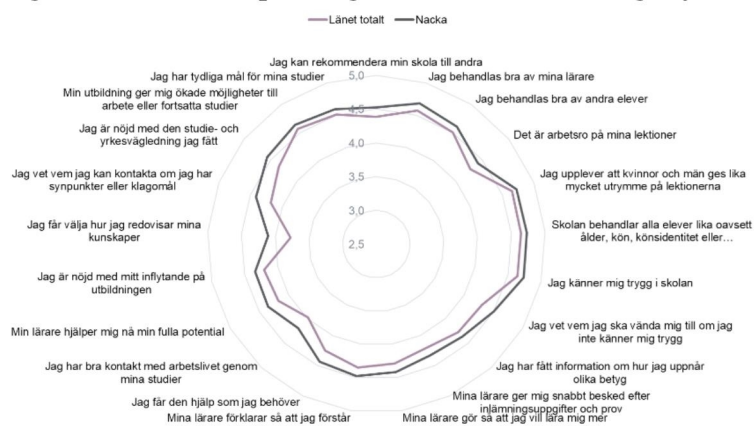 Länet totalt
Nacka
Jag kan rekommendera min skola till andra
Jag behandlas bra av mina lärare
Jag behandlas bra av andra elever
Det är arbetsro på mina lektioner
Jag upplever att kvinnor och män ges lika
mycket utrymme på lektionerna
Skolan behandlar alla elever lika oavsett
ålder, kön, könsidentitet eller…
Jag känner mig trygg i skolan
Jag vet vem jag ska vända mig till om jag
inte känner mig trygg
Jag har fått information om hur jag uppnår
olika betyg
Mina lärare ger mig snabbt besked efter
inlämningsuppgifter och prov
Mina lärare gör så att jag vill lära mig mer
Mina lärare förklarar så att jag förstår
Jag får den hjälp som jag behöver
Jag har bra kontakt med arbetslivet genom
mina studier
Min lärare hjälper mig nå min fulla potential
Jag är nöjd med mitt inflytande på
utbildningen
Jag får välja hur jag redovisar mina
kunskaper
Jag vet vem jag kan kontakta om jag har
synpunkter eller klagomål
Jag är nöjd med den studie- och
yrkesvägledning jag fått
Min utbildning ger mig ökade möjligheter till
arbete eller fortsatta studier
Jag har tydliga mål för mina studier
5,0
4,5
4,0
3,5
3,0
2,5